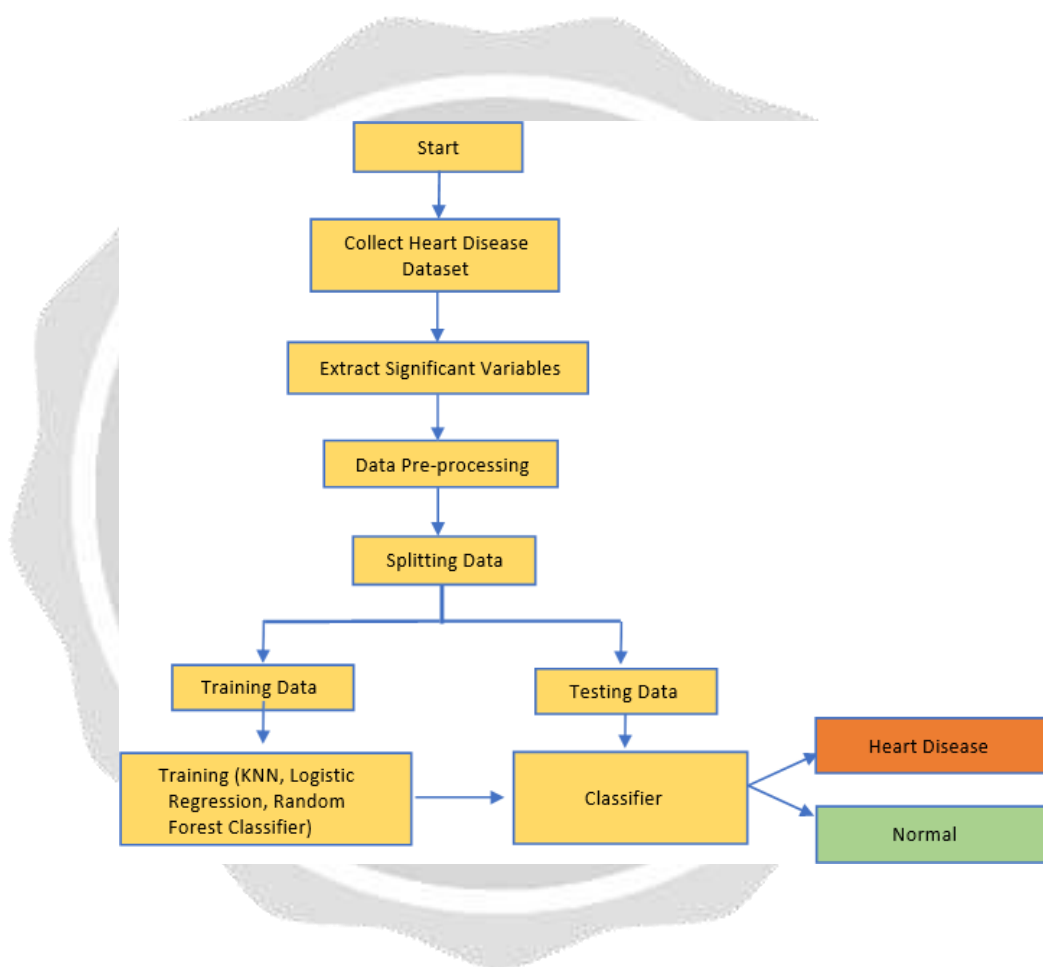 Start
Collect Heart Disease
Dataset
Extract Significant Variables
Data Pre-processing
Splitting Data
Training Data
Testing Data
Training (KNN, Logistic
Regression, Random
Forest Classifier)
Classifier
Heart Disease
Normal